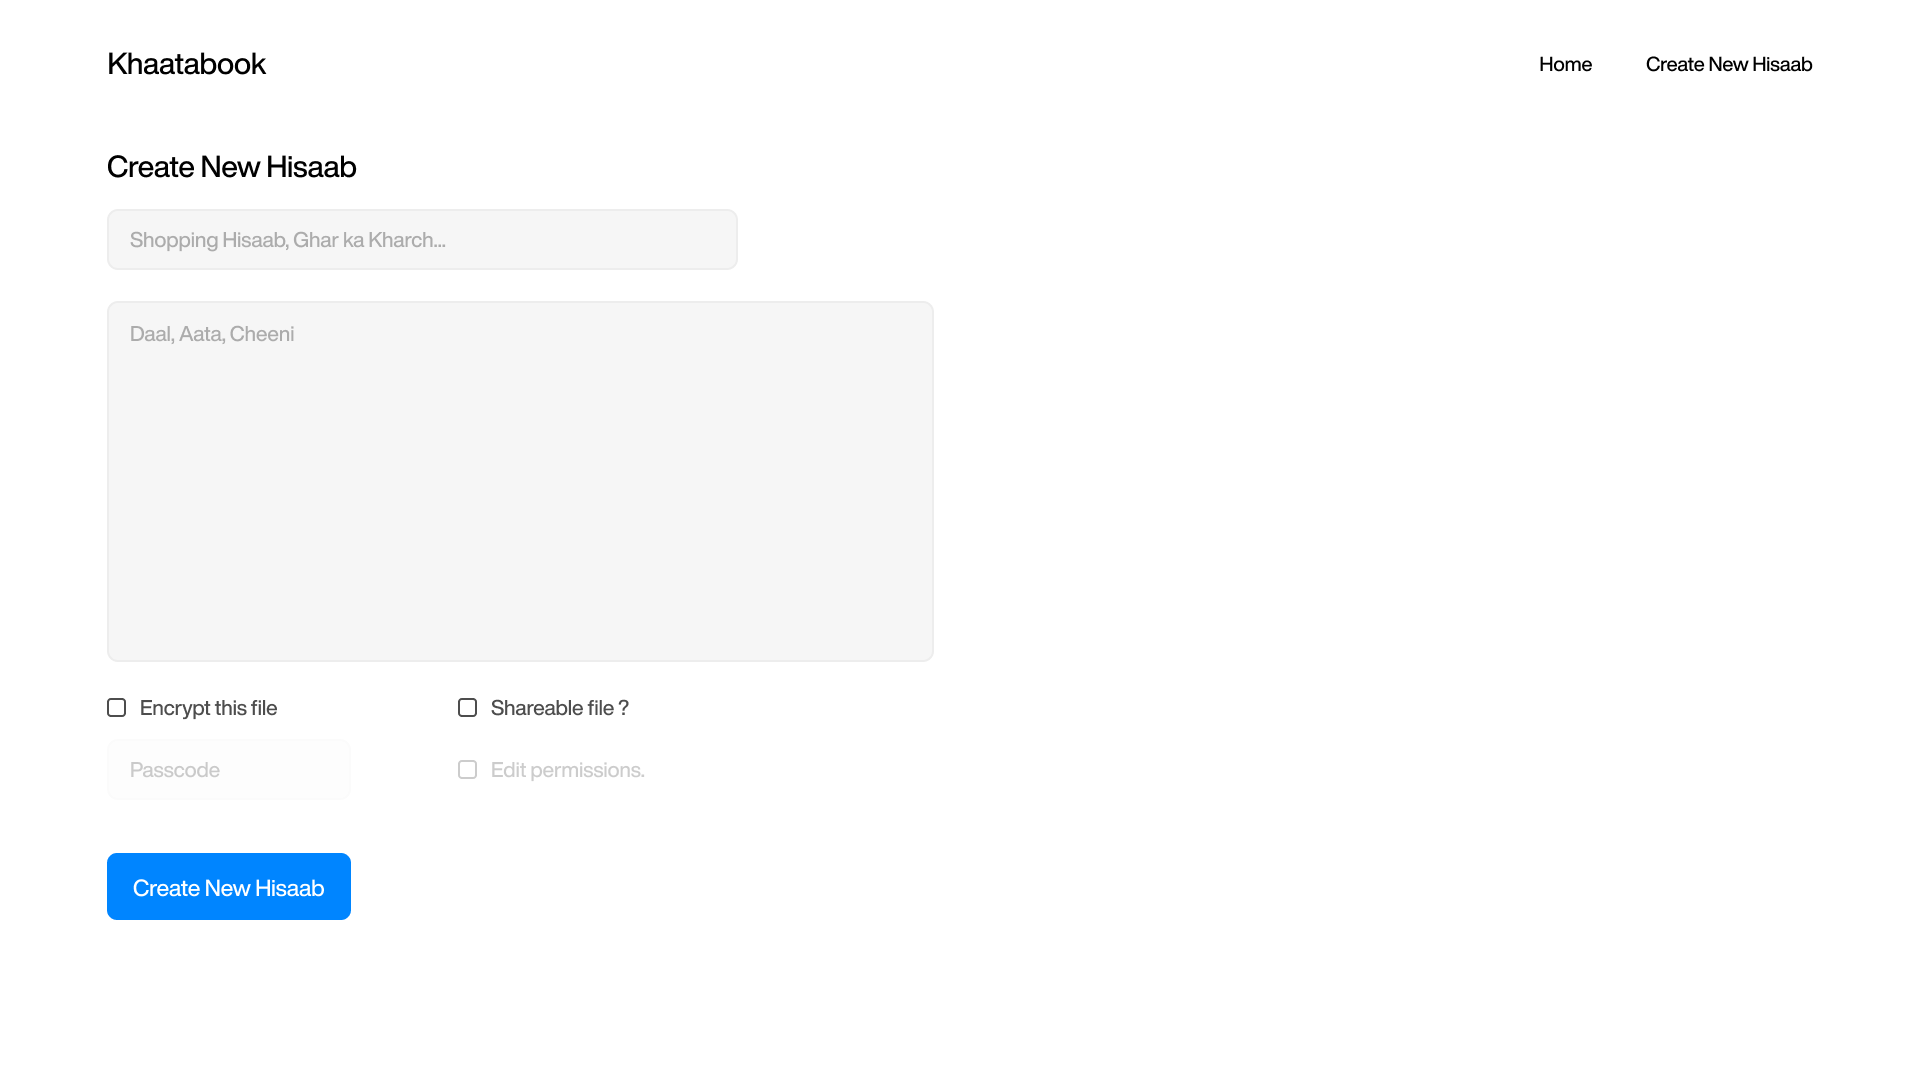 Khaatabook
Home
Create New Hisaab
Create New Hisaab
Shopping Hisaab, Ghar ka Kharch...
Daal, Aata, Cheeni
Encrypt this file
Shareable file ?
Passcode
Edit permissions.
Create New Hisaab